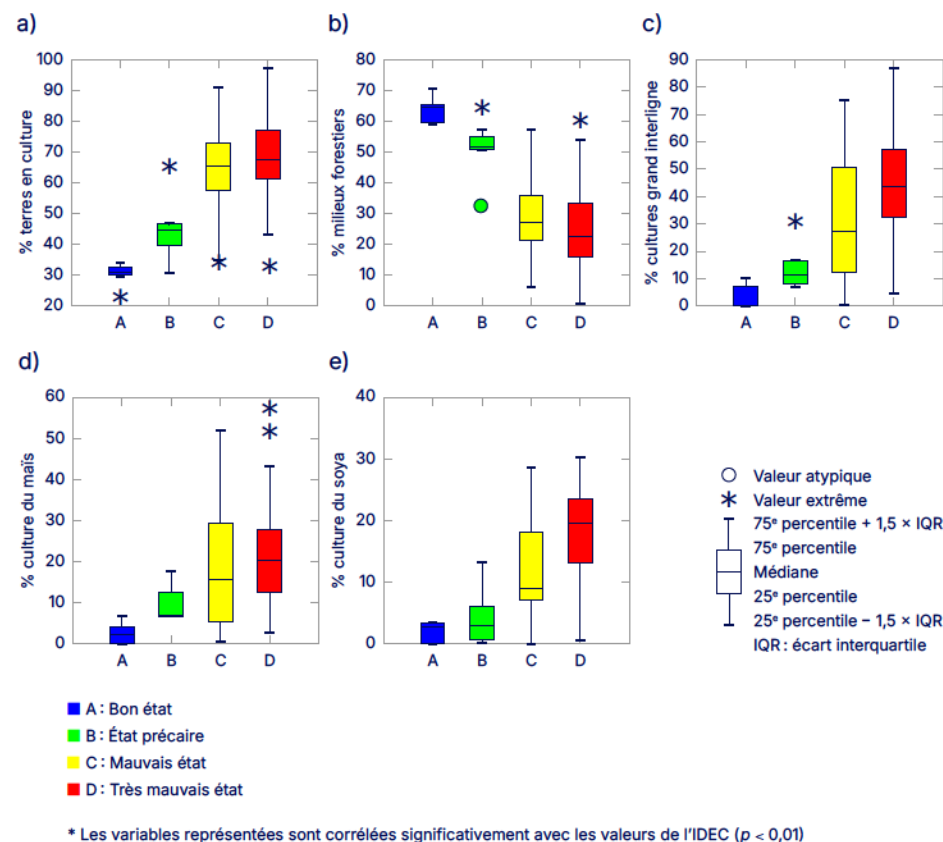 a)
% terres en culture
100
90
80
70
60
50
40
30
20
A B C D
b)
% milieux forestiers
80
70
60
50
40
30
20
10
0
A B C D
c)
% cultures grand interligne
90
80
70
60
50
40
30
20
10
0
A B C D
d)
% culture du maïs
60
50
40
30
20
10
0
A B C D
e)
% culture du soya
40
30
20
10
0
A B C D
Valeur atypique
* Valeur extrême
75e percentile + 1,5 × IQR
75e percentile
Médiane
25e percentile
25e percentile − 1,5 × IQR
IQR : écart interquartile
A : Bon état
B : État précaire
C : Mauvais état
D : Très mauvais état
* Les variables représentées sont corrélées significativement avec les valeurs de l’IDEC (p < 0,01)